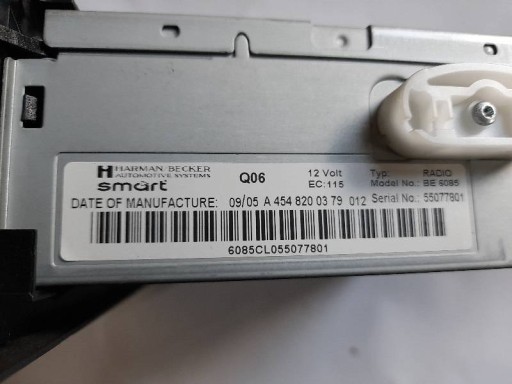 HARMAN/BECKER Q06 12 Volt Typ: RADIO
AUTOMOTIVE SYSTEMS
smart EC:115 Model No.: BE 6085
DATE OF MANUFACTURE: 09/05 A 454 820 03 79 012 Serial No.: 55077801
6085CL055077801